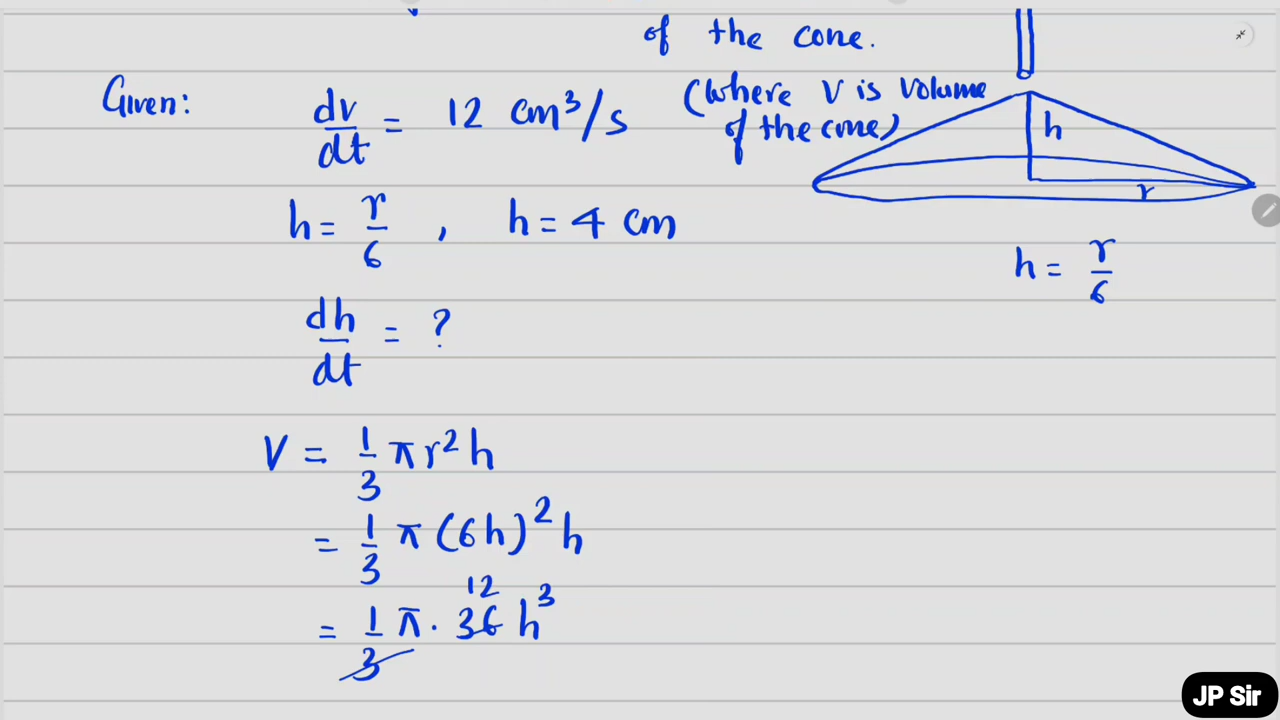 of the cone.
Given: dv/dt = 12 cm³/s (where V is volume
of the cone)
h
r
h = r/6 , h = 4 cm
h = r/6
dh/dt = ?
V = 1/3 π r² h
= 1/3 π (6h)² h
12
= 1/3 π . 36 h³
JP Sir